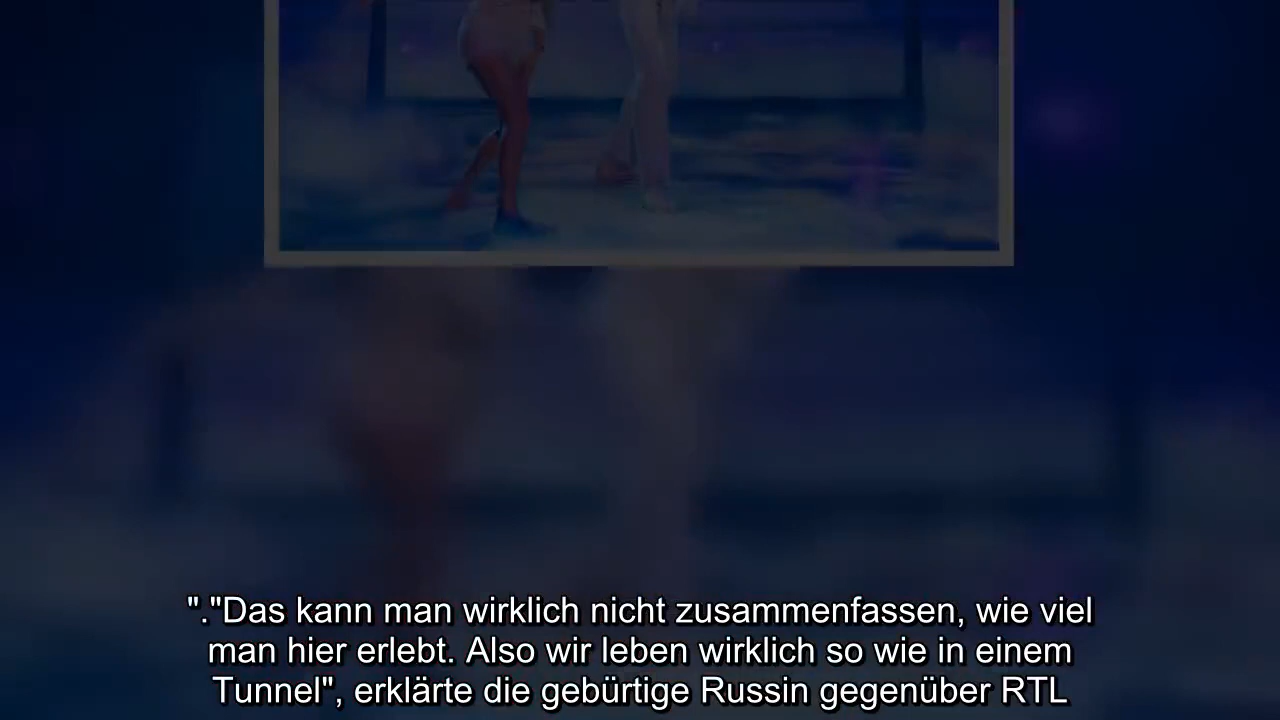 "."Das kann man wirklich nicht zusammenfassen, wie viel
man hier erlebt. Also wir leben wirklich so wie in einem
Tunnel", erklärte die gebürtige Russin gegenüber RTL